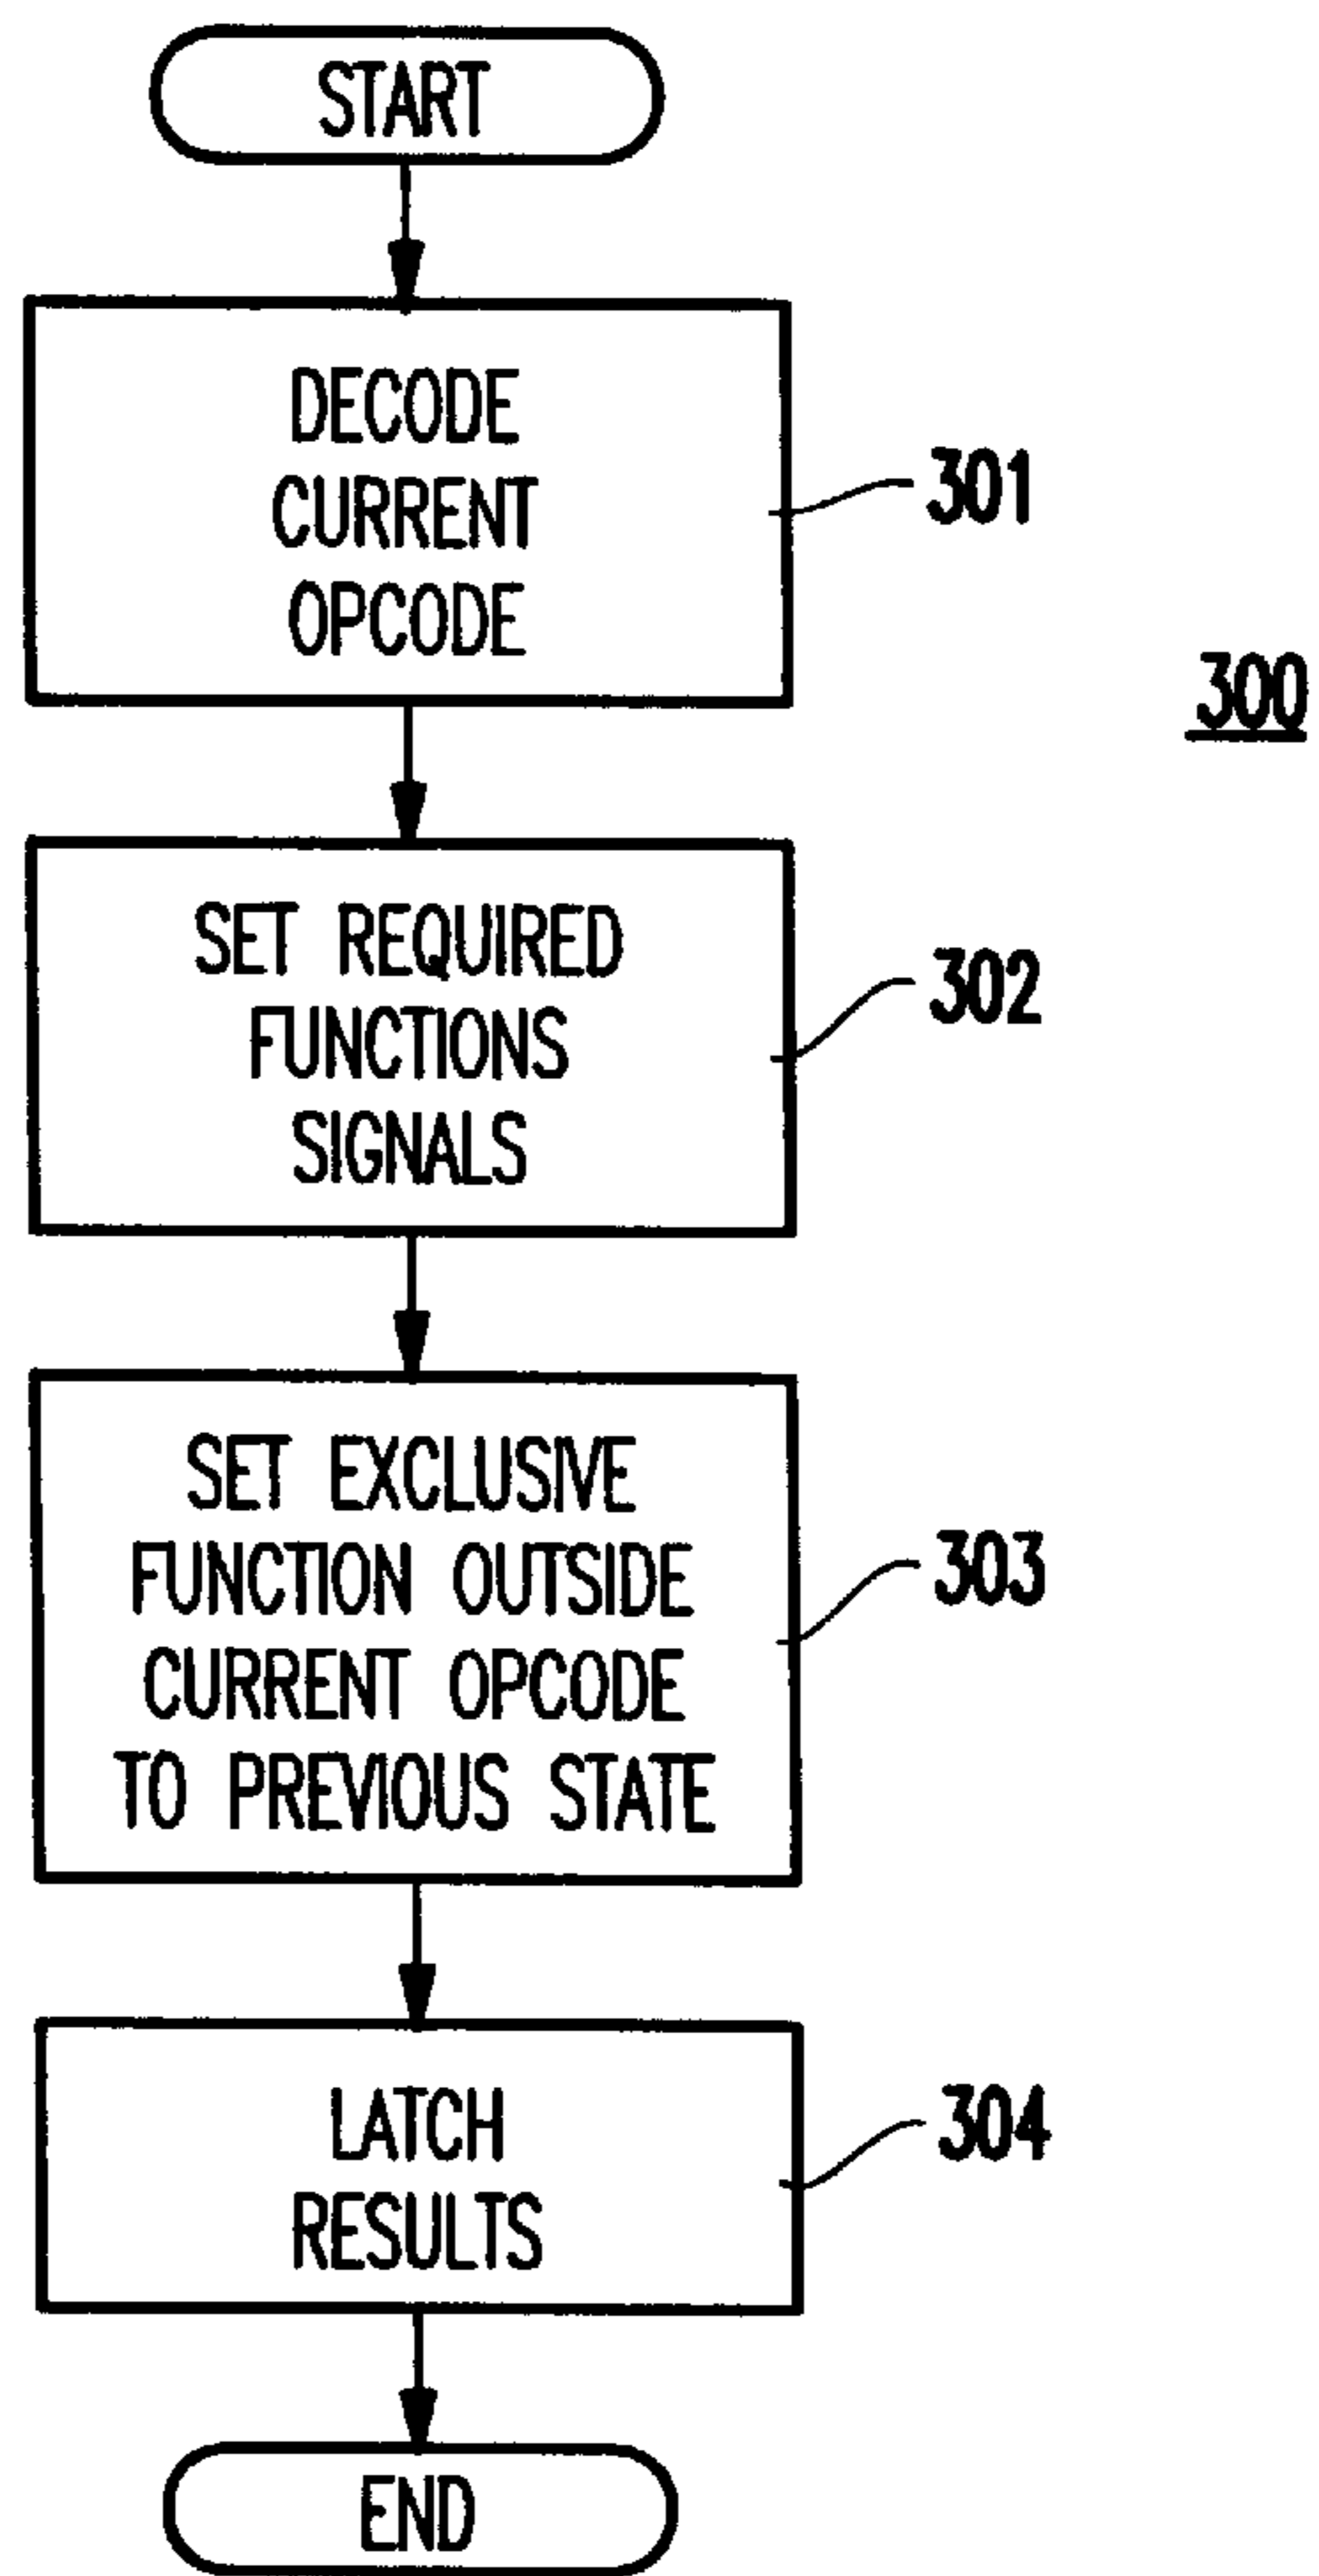 START
DECODE
CURRENT
OPCODE
301
300
SET REQUIRED
FUNCTIONS
SIGNALS
302
SET EXCLUSIVE
FUNCTION OUTSIDE
CURRENT OPCODE
TO PREVIOUS STATE
303
LATCH
RESULTS
304
END